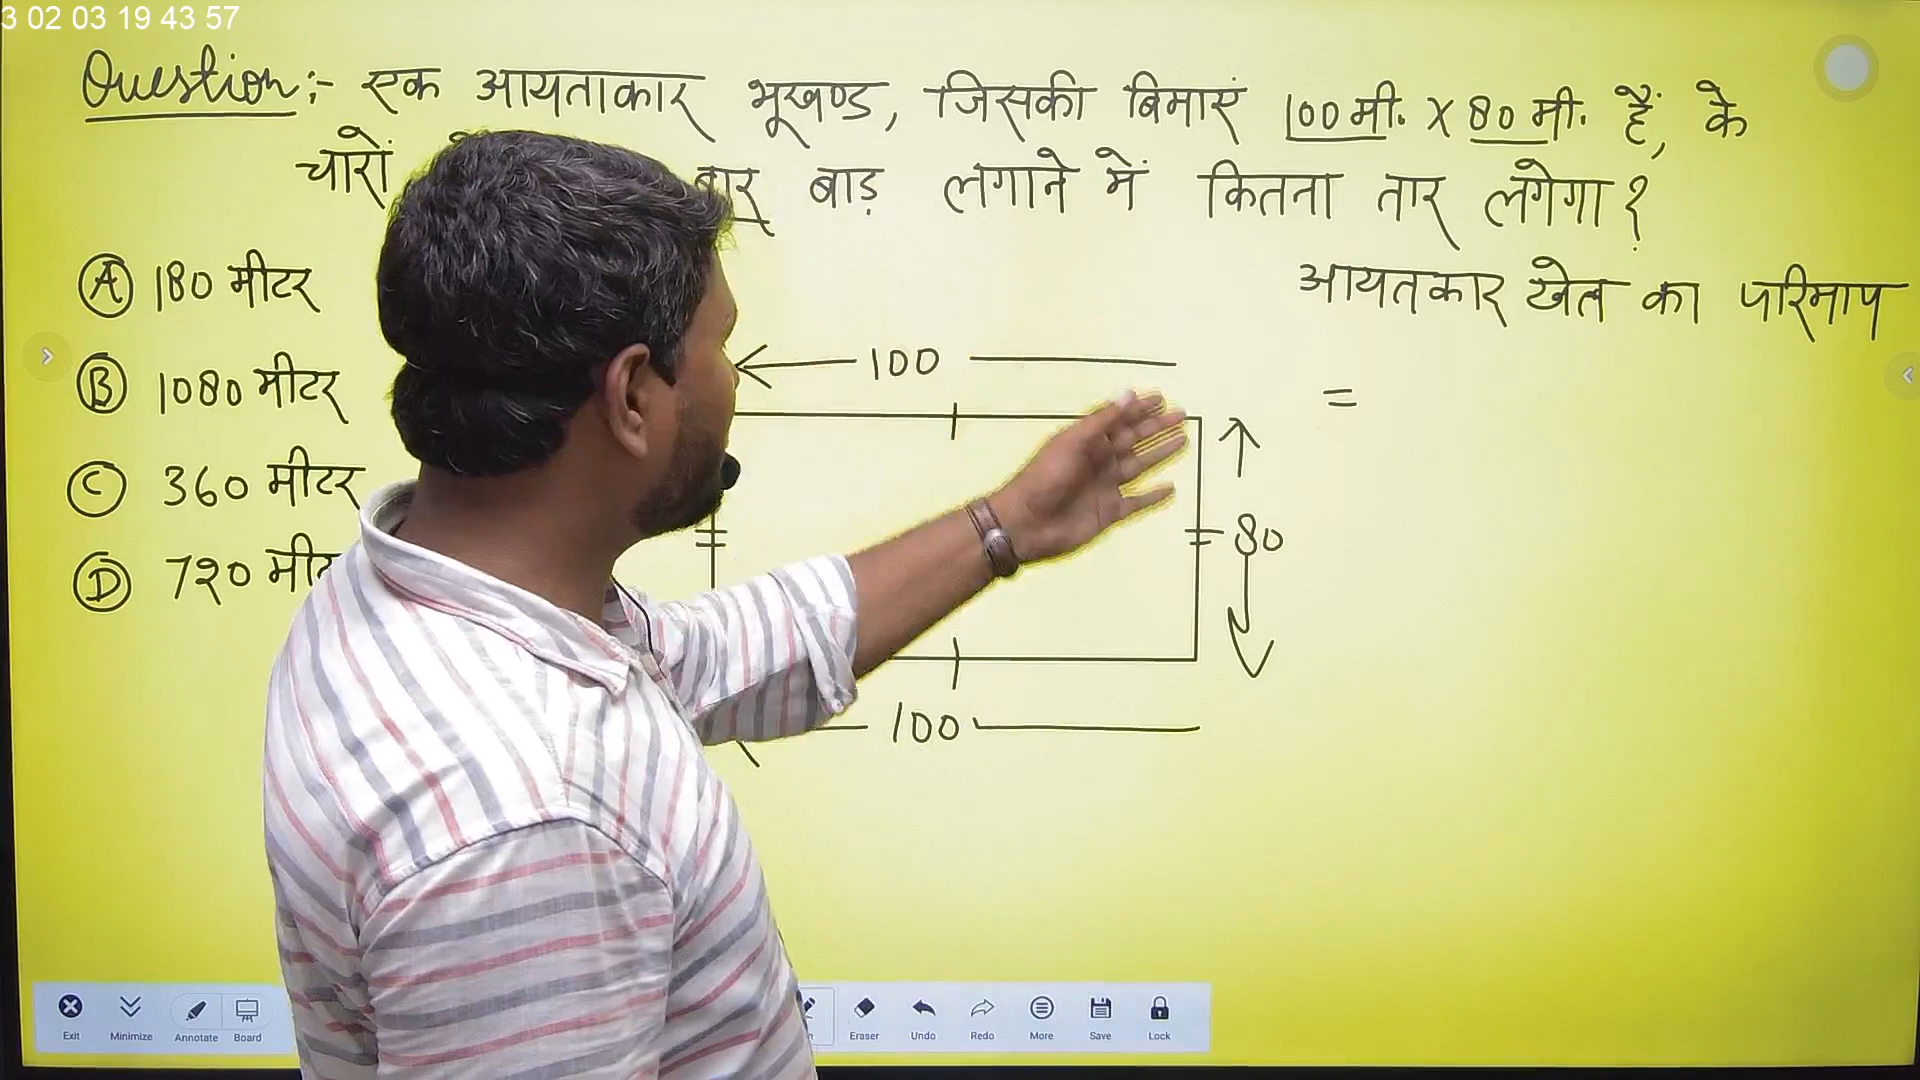 3 02 03 19 43 57
Question :- एक आयताकार भूखण्ड, जिसकी बिमाएं 100 मी. X 80 मी. हैं, के
चारों बार बाड़ लगाने में कितना तार लगेगा ?
आयतकार खेत का परिमाप
=
(A) 180 मीटर
(B) 1080 मीटर
(C) 360 मीटर
(D) 720
100
80
100
Exit Minimize Annotate Board Eraser Undo Redo More Save Lock